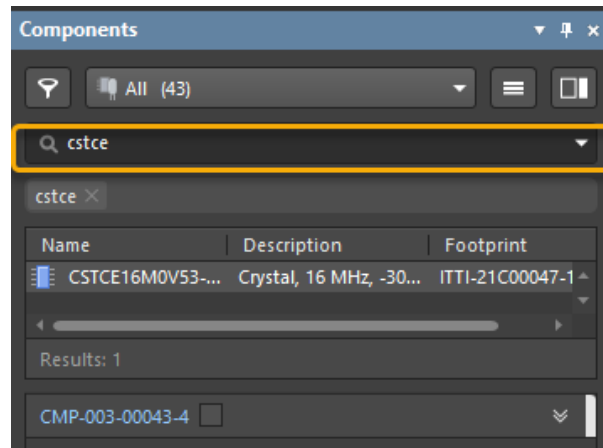 Components
All (43)
cstce
cstce
Name Description Footprint
CSTCE16M0V53-... Crystal, 16 MHz, -30... ITTI-21C00047-1
Results: 1
CMP-003-00043-4